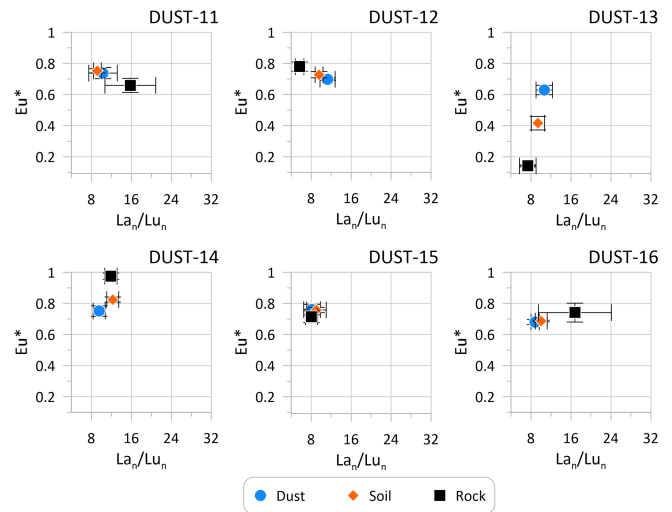 DUST-11
1
0.8
0.6
0.4
0.2
Eu*
8 16 24 32
Laₙ/Luₙ
DUST-12
1
0.8
0.6
0.4
0.2
Eu*
8 16 24 32
Laₙ/Luₙ
DUST-13
1
0.8
0.6
0.4
0.2
Eu*
8 16 24 32
Laₙ/Luₙ
DUST-14
1
0.8
0.6
0.4
0.2
Eu*
8 16 24 32
Laₙ/Luₙ
DUST-15
1
0.8
0.6
0.4
0.2
Eu*
8 16 24 32
Laₙ/Luₙ
DUST-16
1
0.8
0.6
0.4
0.2
Eu*
8 16 24 32
Laₙ/Luₙ
Dust Soil Rock